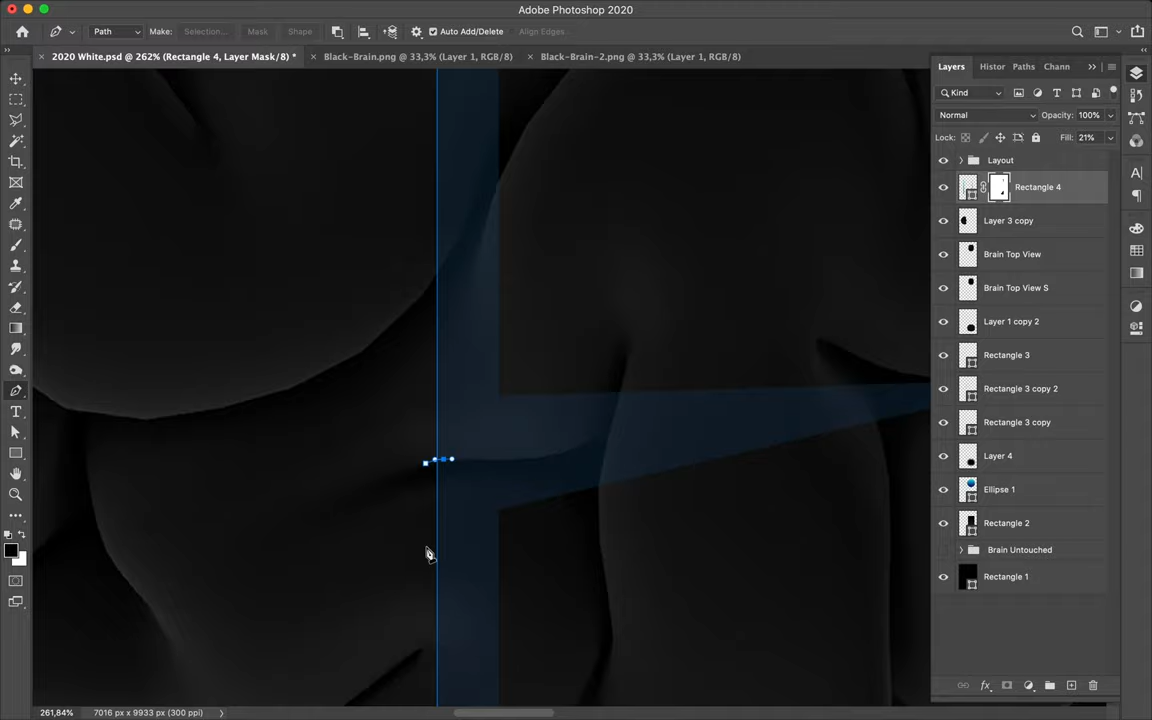 Adobe Photoshop 2020
Path Make: Selection... Mask Shape Auto Add/Delete Align Edges...
2020 White.psd @ 262% (Rectangle 4, Layer Mask/8) * Black-Brain.png @ 33,3% (Layer 1, RGB/8) Black-Brain-2.png @ 33,3% (Layer 1, RGB/8)
Layers Histor Paths Chann
Kind
Normal Opacity: 100%
Lock: Fill: 21%
Layout
Rectangle 4
Layer 3 copy
Brain Top View
Brain Top View S
Layer 1 copy 2
Rectangle 3
Rectangle 3 copy 2
Rectangle 3 copy
Layer 4
Ellipse 1
Rectangle 2
Brain Untouched
Rectangle 1
261,84% 7016 px x 9933 px (300 ppi)